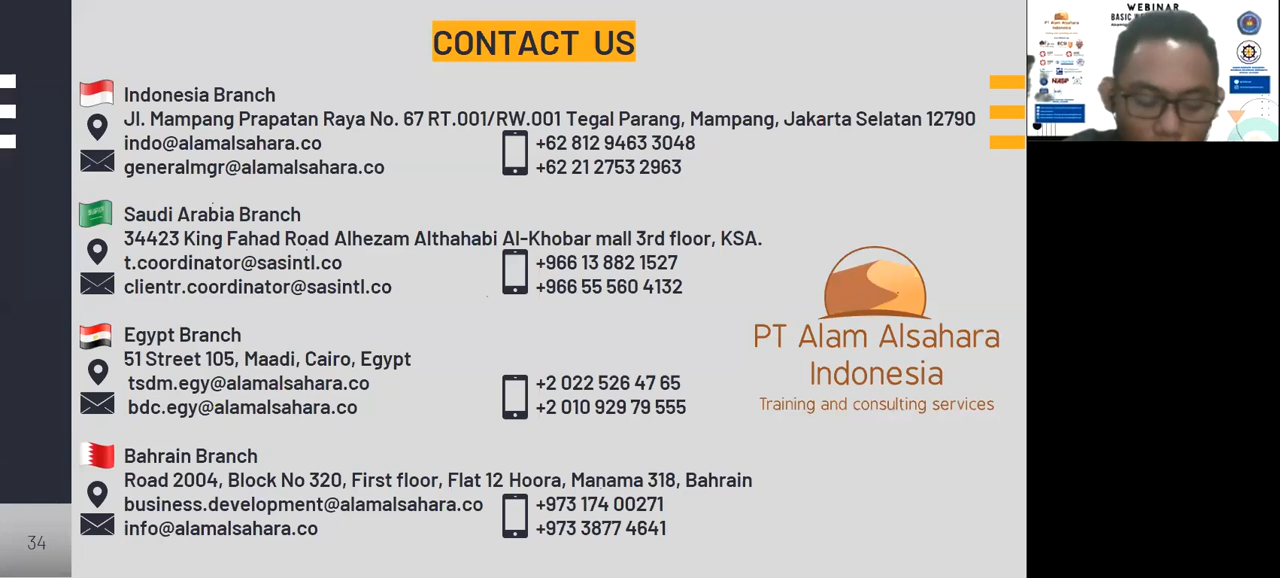 CONTACT US
Indonesia Branch
Jl. Mampang Prapatan Raya No. 67 RT.001/RW.001 Tegal Parang, Mampang, Jakarta Selatan 12790
indo@alamalsahara.co
+62 812 9463 3048
generalmgr@alamalsahara.co
+62 21 2753 2963
Saudi Arabia Branch
34423 King Fahad Road Alhezam Althahabi Al-Khobar mall 3rd floor, KSA.
t.coordinator@sasintl.co
+966 13 882 1527
clientr.coordinator@sasintl.co
+966 55 560 4132
Egypt Branch
51 Street 105, Maadi, Cairo, Egypt
tsdm.egy@alamalsahara.co
+2 022 526 47 65
bdc.egy@alamalsahara.co
+2 010 929 79 555
Bahrain Branch
Road 2004, Block No 320, First floor, Flat 12 Hoora, Manama 318, Bahrain
business.development@alamalsahara.co
+973 174 00271
info@alamalsahara.co
+973 3877 4641
PT Alam Alsahara
Indonesia
Training and consulting services
34
WEBINAR
BASIC
PT Alam Alsahara
Indonesia